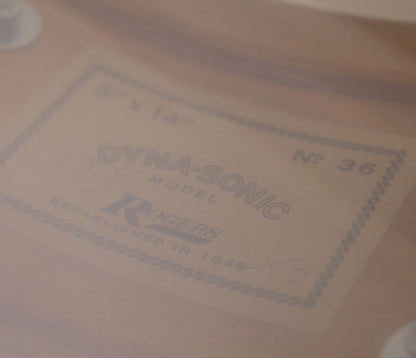 5" X 14"
Nº 36
DYNA•SONIC
MODEL
ROGERS
ESTABLISHED IN 1849